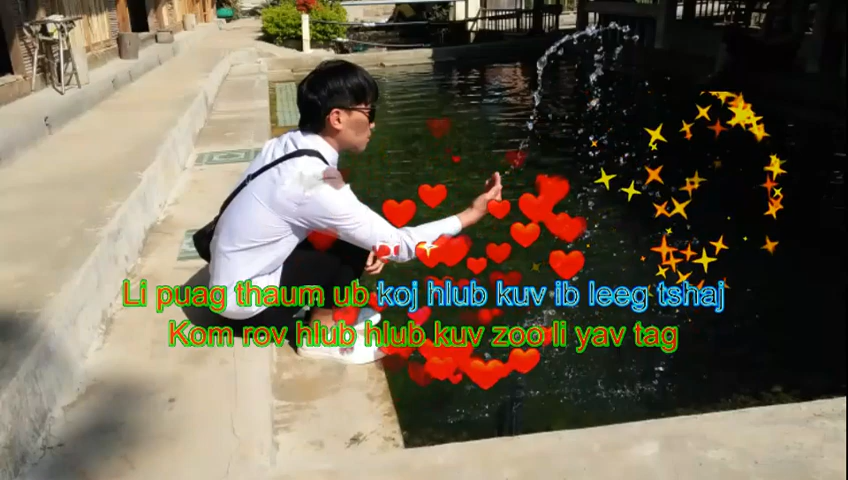 Li puag thaum ub koj hlub kuv ib leeg tshaj
Kom rov hlub hlub kuv zoo li yav tag